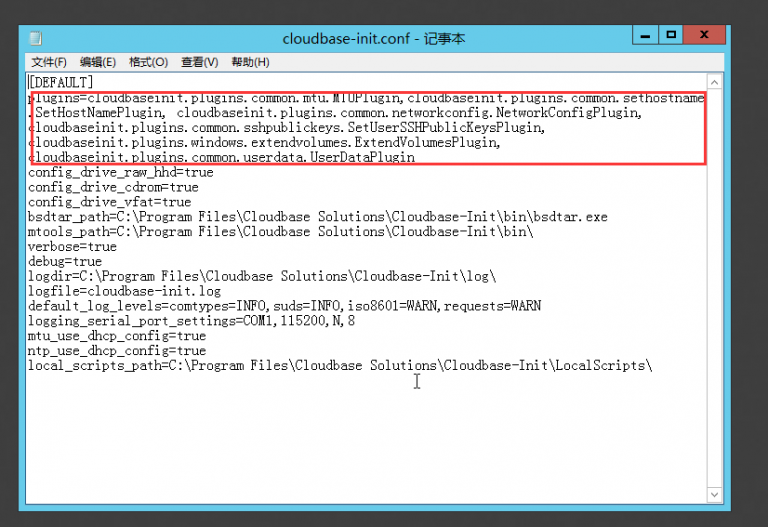 cloudbase-init.conf - 记事本
文件(F) 编辑(E) 格式(O) 查看(V) 帮助(H)
[DEFAULT]
plugins=cloudbaseinit.plugins.common.mtu.MTUPlugin,cloudbaseinit.plugins.common.sethostname
.SetHostNamePlugin, cloudbaseinit.plugins.common.networkconfig.NetworkConfigPlugin,
cloudbaseinit.plugins.common.sshpublickeys.SetUserSSHPublicKeysPlugin,
cloudbaseinit.plugins.windows.extendvolumes.ExtendVolumesPlugin,
cloudbaseinit.plugins.common.userdata.UserDataPlugin
config_drive_raw_hhd=true
config_drive_cdrom=true
config_drive_vfat=true
bsdtar_path=C:\Program Files\Cloudbase Solutions\Cloudbase-Init\bin\bsdtar.exe
mtools_path=C:\Program Files\Cloudbase Solutions\Cloudbase-Init\bin\
verbose=true
debug=true
logdir=C:\Program Files\Cloudbase Solutions\Cloudbase-Init\log\
logfile=cloudbase-init.log
default_log_levels=comtypes=INFO,suds=INFO,iso8601=WARN,requests=WARN
logging_serial_port_settings=COM1,115200,N,8
mtu_use_dhcp_config=true
ntp_use_dhcp_config=true
local_scripts_path=C:\Program Files\Cloudbase Solutions\Cloudbase-Init\LocalScripts\